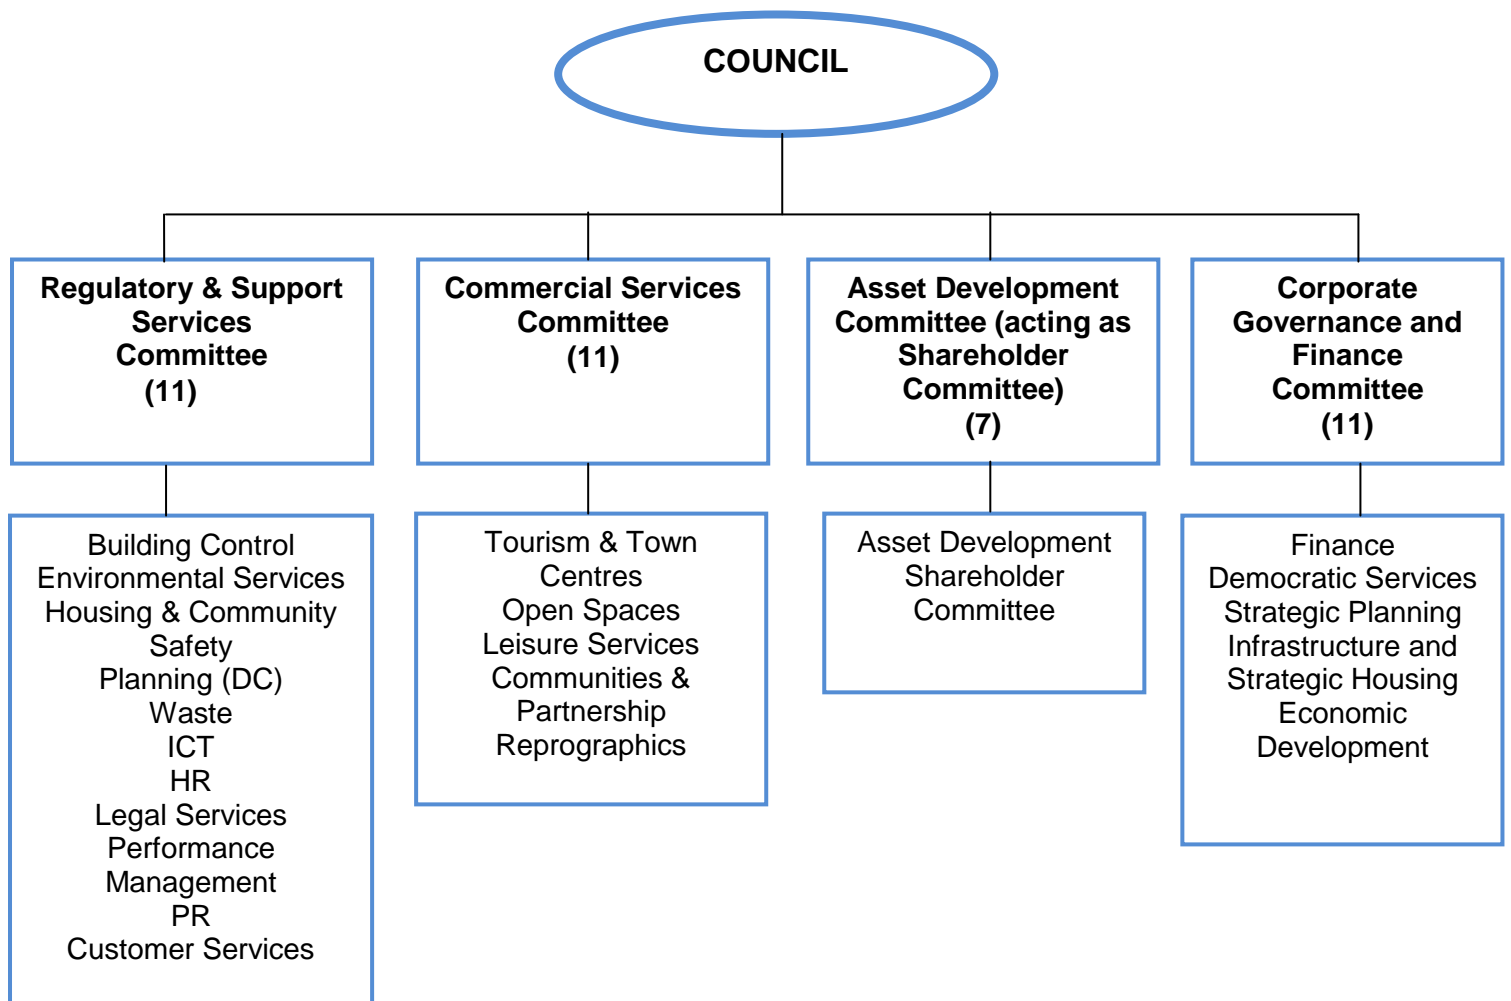 COUNCIL
Regulatory & Support
Services
Committee
(11)
Commercial Services
Committee
(11)
Asset Development
Committee (acting as
Shareholder
Committee)
(7)
Corporate
Governance and
Finance
Committee
(11)
Building Control
Environmental Services
Housing & Community
Safety
Planning (DC)
Waste
ICT
HR
Legal Services
Performance
Management
PR
Customer Services
Tourism & Town
Centres
Open Spaces
Leisure Services
Communities &
Partnership
Reprographics
Asset Development
Shareholder
Committee
Finance
Democratic Services
Strategic Planning
Infrastructure and
Strategic Housing
Economic
Development